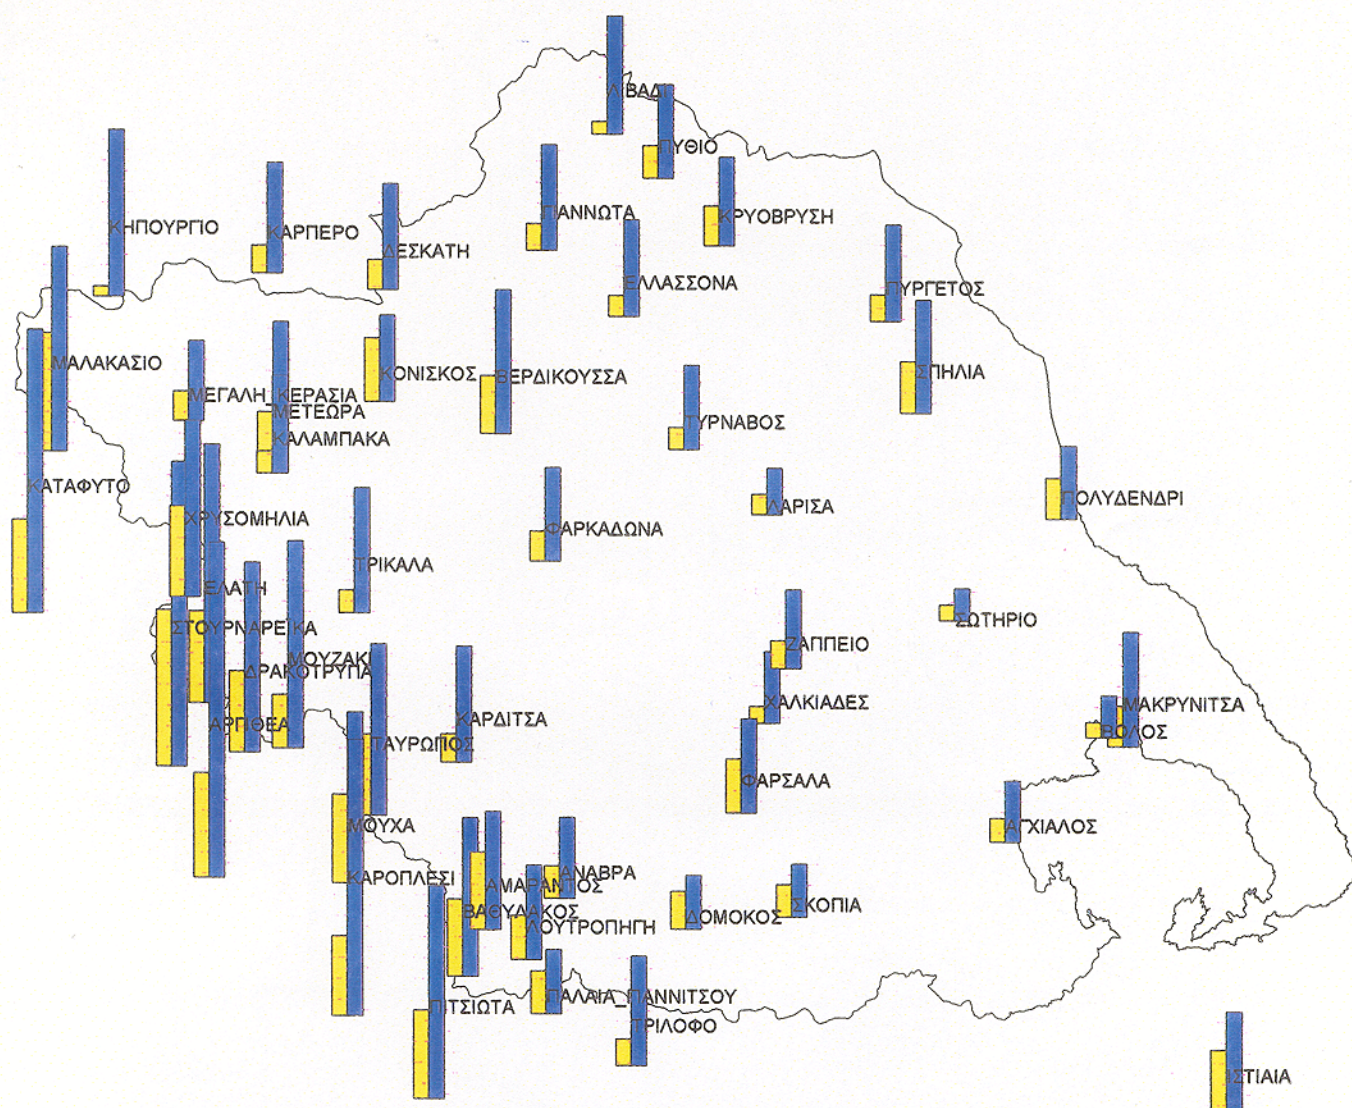 ΛΙΒΑΔΙ
ΠΥΘΙΟ
ΚΗΠΟΥΡΓΙΟ
ΚΑΡΠΕΡΟ
ΔΕΣΚΑΤΗ
ΓΙΑΝΝΩΤΑ
ΚΡΥΟΒΡΥΣΗ
ΕΛΛΑΣΣΟΝΑ
ΠΥΡΓΕΤΟΣ
ΜΑΛΑΚΑΣΙΟ
ΚΟΝΙΣΚΟΣ
ΒΕΡΔΙΚΟΥΣΣΑ
ΣΠΗΛΙΑ
ΜΕΓΑΛΗ_ΚΕΡΑΣΙΑ
ΜΕΤΕΩΡΑ
ΤΥΡΝΑΒΟΣ
ΚΑΛΑΜΠΑΚΑ
ΚΑΤΑΦΥΤΟ
ΠΟΛΥΔΕΝΔΡΙ
ΛΑΡΙΣΑ
ΧΡΥΣΟΜΗΛΙΑ
ΦΑΡΚΑΔΩΝΑ
ΤΡΙΚΑΛΑ
ΕΛΑΤΗ
ΣΩΤΗΡΙΟ
ΣΤΟΥΡΝΑΡΕΙΚΑ
ΖΑΠΠΕΙΟ
ΜΟΥΖΑΚΙ
ΔΡΑΚΟΤΡΥΠΑ
ΧΑΛΚΙΑΔΕΣ
ΜΑΚΡΥΝΙΤΣΑ
ΑΡΓΙΘΕΑ
ΚΑΡΔΙΤΣΑ
ΒΟΛΟΣ
ΤΑΥΡΩΠΟΣ
ΦΑΡΣΑΛΑ
ΜΟΥΧΑ
ΑΓΧΙΑΛΟΣ
ΚΑΡΟΠΛΕΣΙ
ΑΝΑΒΡΑ
ΑΜΑΡΑΝΤΟΣ
ΒΑΘΥΛΑΚΟΣ
ΣΚΟΠΙΑ
ΔΟΜΟΚΟΣ
ΛΟΥΤΡΟΠΗΓΗ
ΠΑΛΑΙΑ_ΓΙΑΝΝΙΤΣΟΥ
ΠΙΤΣΙΩΤΑ
ΤΡΙΛΟΦΟ
ΙΣΤΙΑΙΑ